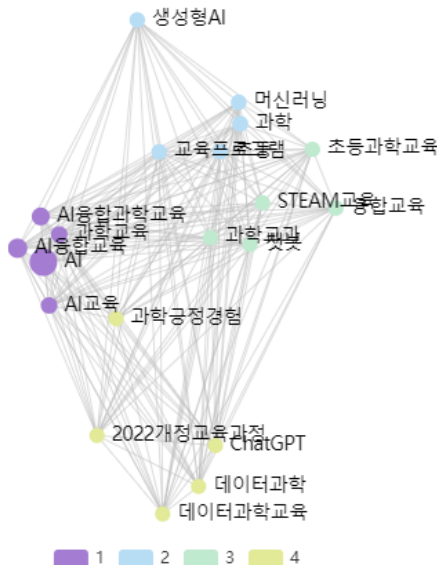 생성형AI
머신러닝
과학
교육프로그램
초등
초등과학교육
STEAM교육
융합교육
AI융합과학교육
과학교육
과학교과
챗봇
AI융합교육
AI
AI교육
과학긍정경험
2022개정교육과정
ChatGPT
데이터과학
데이터과학교육
1 2 3 4